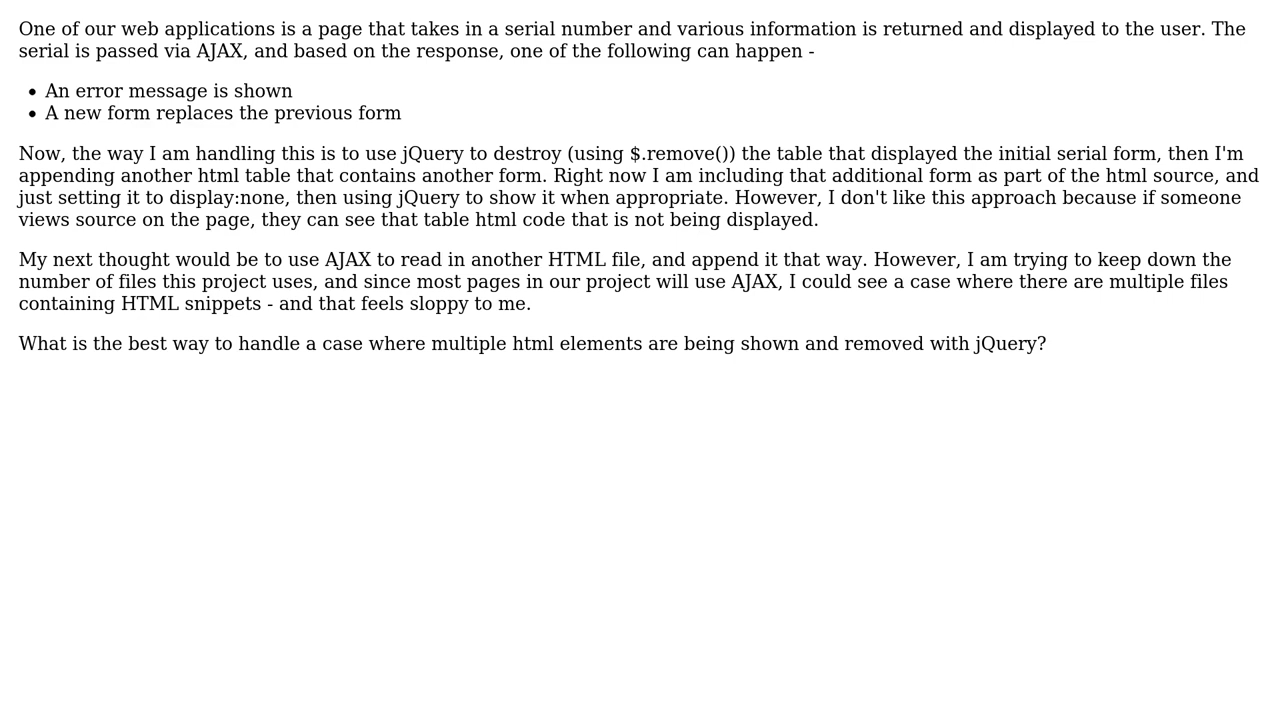 One of our web applications is a page that takes in a serial number and various information is returned and displayed to the user. The
serial is passed via AJAX, and based on the response, one of the following can happen -
• An error message is shown
• A new form replaces the previous form
Now, the way I am handling this is to use jQuery to destroy (using $.remove()) the table that displayed the initial serial form, then I'm
appending another html table that contains another form. Right now I am including that additional form as part of the html source, and
just setting it to display:none, then using jQuery to show it when appropriate. However, I don't like this approach because if someone
views source on the page, they can see that table html code that is not being displayed.
My next thought would be to use AJAX to read in another HTML file, and append it that way. However, I am trying to keep down the
number of files this project uses, and since most pages in our project will use AJAX, I could see a case where there are multiple files
containing HTML snippets - and that feels sloppy to me.
What is the best way to handle a case where multiple html elements are being shown and removed with jQuery?